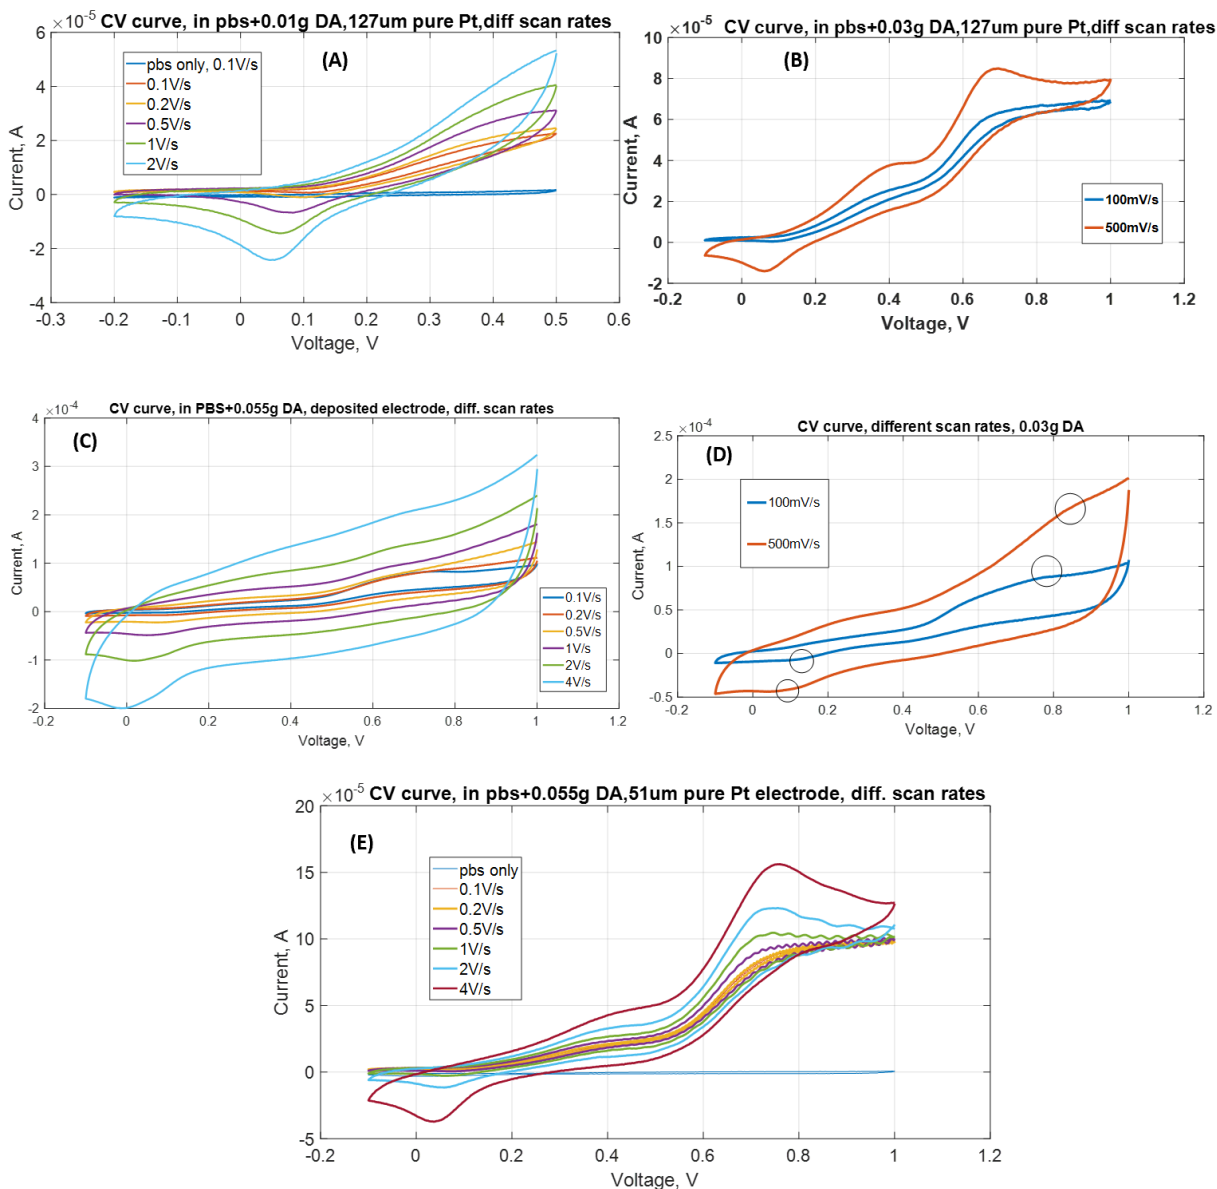 CV curve, in pbs+0.01g DA,127um pure Pt,diff scan rates
×10⁻⁵
(A)
pbs only, 0.1V/s
0.1V/s
0.2V/s
0.5V/s
1V/s
2V/s
6
4
2
0
-2
-4
Current, A
-0.3 -0.2 -0.1 0 0.1 0.2 0.3 0.4 0.5 0.6
Voltage, V
CV curve, in pbs+0.03g DA,127um pure Pt,diff scan rates
×10⁻⁵
(B)
10
8
6
4
2
0
-2
Current, A
100mV/s
500mV/s
0 0.2 0.4 0.6 0.8 1 1.2
Voltage, V
CV curve, in PBS+0.055g DA, deposited electrode, diff. scan rates
×10⁻⁴
(C)
4
3
2
1
0
-1
-2
Current, A
0.1V/s
0.2V/s
0.5V/s
1V/s
2V/s
4V/s
-0.2 0 0.2 0.4 0.6 0.8 1 1.2
Voltage, V
CV curve, different scan rates, 0.03g DA
×10⁻⁴
(D)
2.5
2
1.5
1
0.5
0
-0.5
Current, A
100mV/s
500mV/s
-0.2 0 0.2 0.4 0.6 0.8 1 1.2
Voltage, V
CV curve, in pbs+0.055g DA,51um pure Pt electrode, diff. scan rates
×10⁻⁵
(E)
20
15
10
5
0
-5
Current, A
pbs only
0.1V/s
0.2V/s
0.5V/s
1V/s
2V/s
4V/s
-0.2 0 0.2 0.4 0.6 0.8 1 1.2
Voltage, V